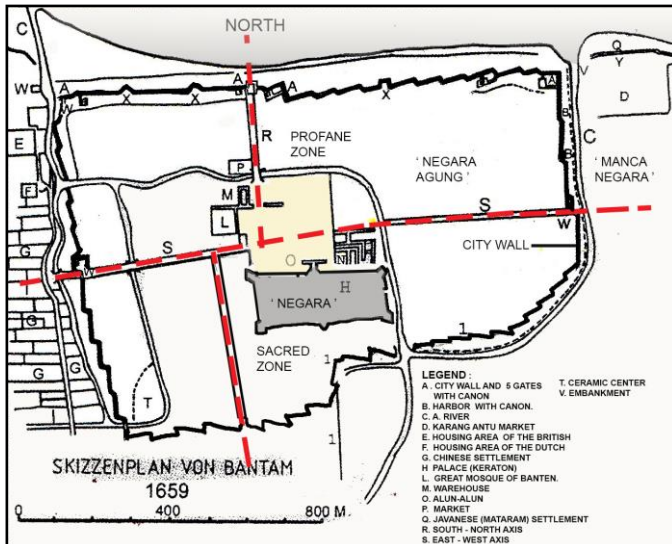 NORTH
C
A
A
A
Q
Y
V
W
W
X
X
X
A
D
B
B
C
E
R
PROFANE
ZONE
P
' NEGARA
AGUNG '
' MANCA
NEGARA '
F
M
L
S
S
W
G
O
N
CITY WALL
W
G
' NEGARA '
H
G
G
G
SACRED
ZONE
1
1
T
1
SKIZZENPLAN VON BANTAM
1659
0 400 800 M
LEGEND :
A . CITY WALL AND 5 GATES
WITH CANON
B. HARBOR WITH CANON.
C. A. RIVER
D. KARANG ANTU MARKET
E. HOUSING AREA OF THE BRITISH
F. HOUSING AREA OF THE DUTCH
G. CHINESE SETTLEMENT
H PALACE (KERATON)
L. GREAT MOSQUE OF BANTEN.
M. WAREHOUSE
O. ALUN-ALUN
P. MARKET
Q. JAVANESE (MATARAM) SETTLEMENT
R. SOUTH - NORTH AXIS
S. EAST - WEST AXIS
T. CERAMIC CENTER
V. EMBANKMENT